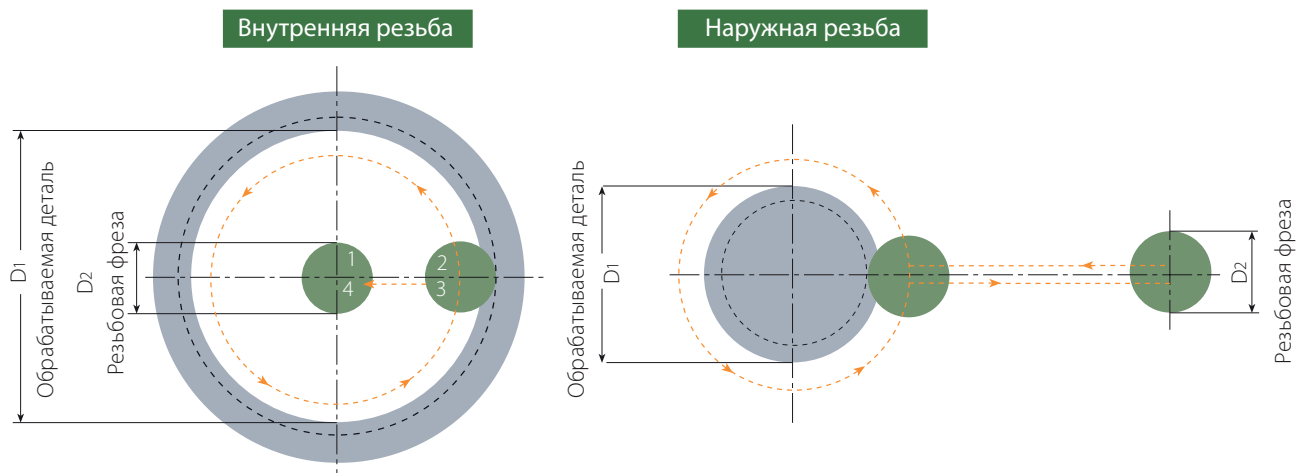 Внутренняя резьба
Наружная резьба
D1
Обрабатываемая деталь
D2
Резьбовая фреза
1
4
2
3
D1
Обрабатываемая деталь
D2
Резьбовая фреза